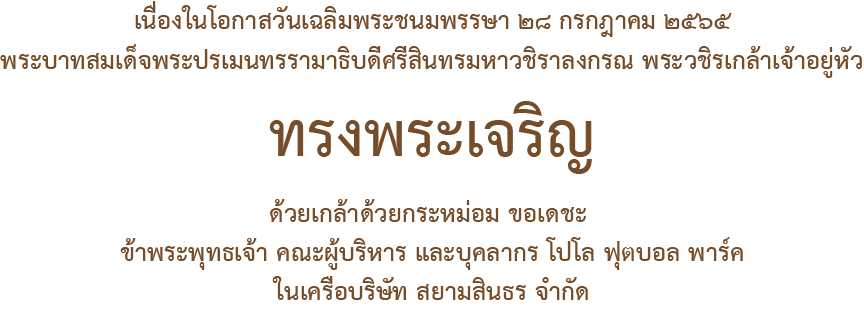 เนื่องในโอกาสวันเฉลิมพระชนมพรรษา ๒๘ กรกฎาคม ๒๕๖๕
พระบาทสมเด็จพระปรเมนทรรามาธิบดีศรีสินทรมหาวชิราลงกรณ พระวชิรเกล้าเจ้าอยู่หัว
ทรงพระเจริญ
ด้วยเกล้าด้วยกระหม่อม ขอเดชะ
ข้าพระพุทธเจ้า คณะผู้บริหาร และบุคลากร โปโล ฟุตบอล พาร์ค
ในเครือบริษัท สยามสินธร จำกัด